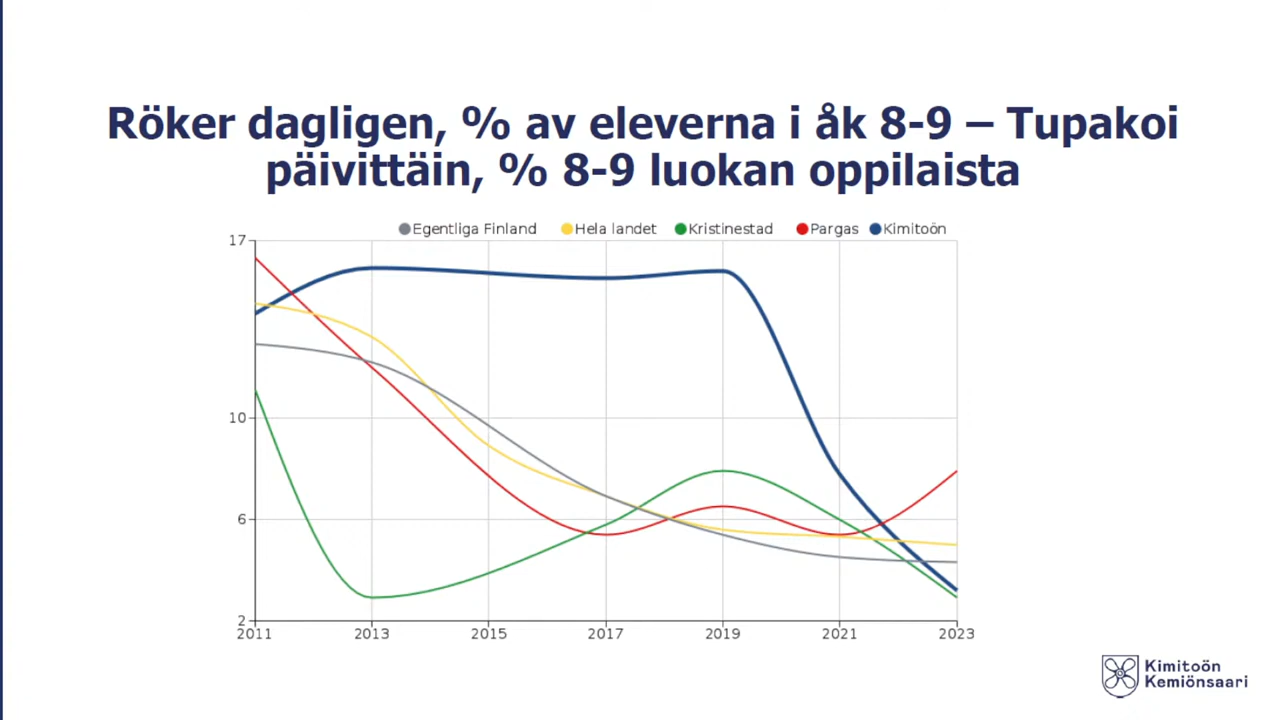 Röker dagligen, % av eleverna i åk 8-9 – Tupakoi
päivittäin, % 8-9 luokan oppilaista
Egentliga Finland Hela landet Kristinestad Pargas Kimitoön
17
10
6
2
2011 2013 2015 2017 2019 2021 2023
Kimitoön
Kemiönsaari